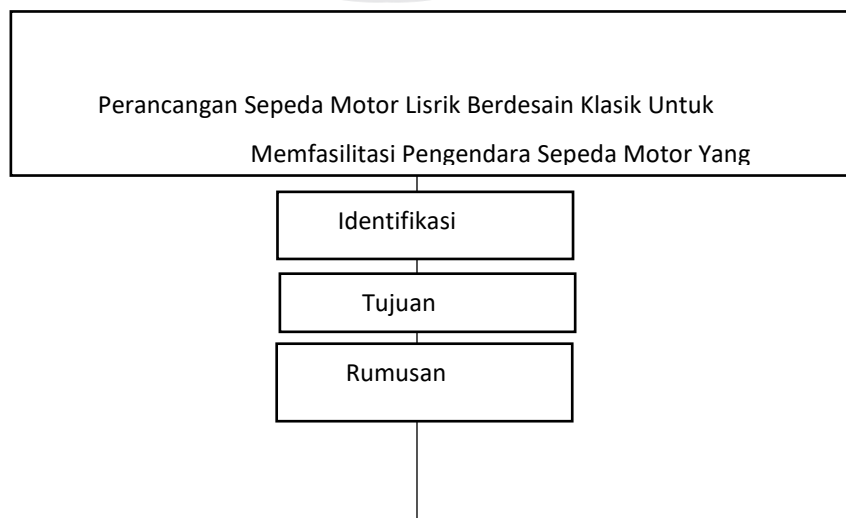 Perancangan Sepeda Motor Lisrik Berdesain Klasik Untuk
Memfasilitasi Pengendara Sepeda Motor Yang
Identifikasi
Tujuan
Rumusan